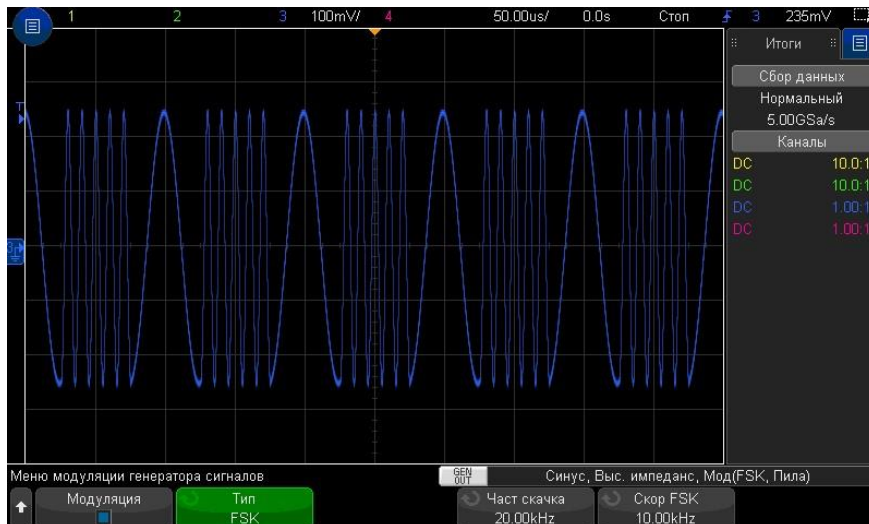 1 2 3 100mV/ 4 50.00us/ 0.0s Стоп 3 235mV
Итоги
Сбор данных
Нормальный
5.00GSa/s
Каналы
DC 10.0:1
DC 10.0:1
DC 1.00:1
DC 1.00:1
T
3
Меню модуляции генератора сигналов
GEN OUT
Синус, Выс. импеданс, Мод(FSK, Пила)
Модуляция
Тип
FSK
Част скачка
20.00kHz
Скор FSK
10.00kHz